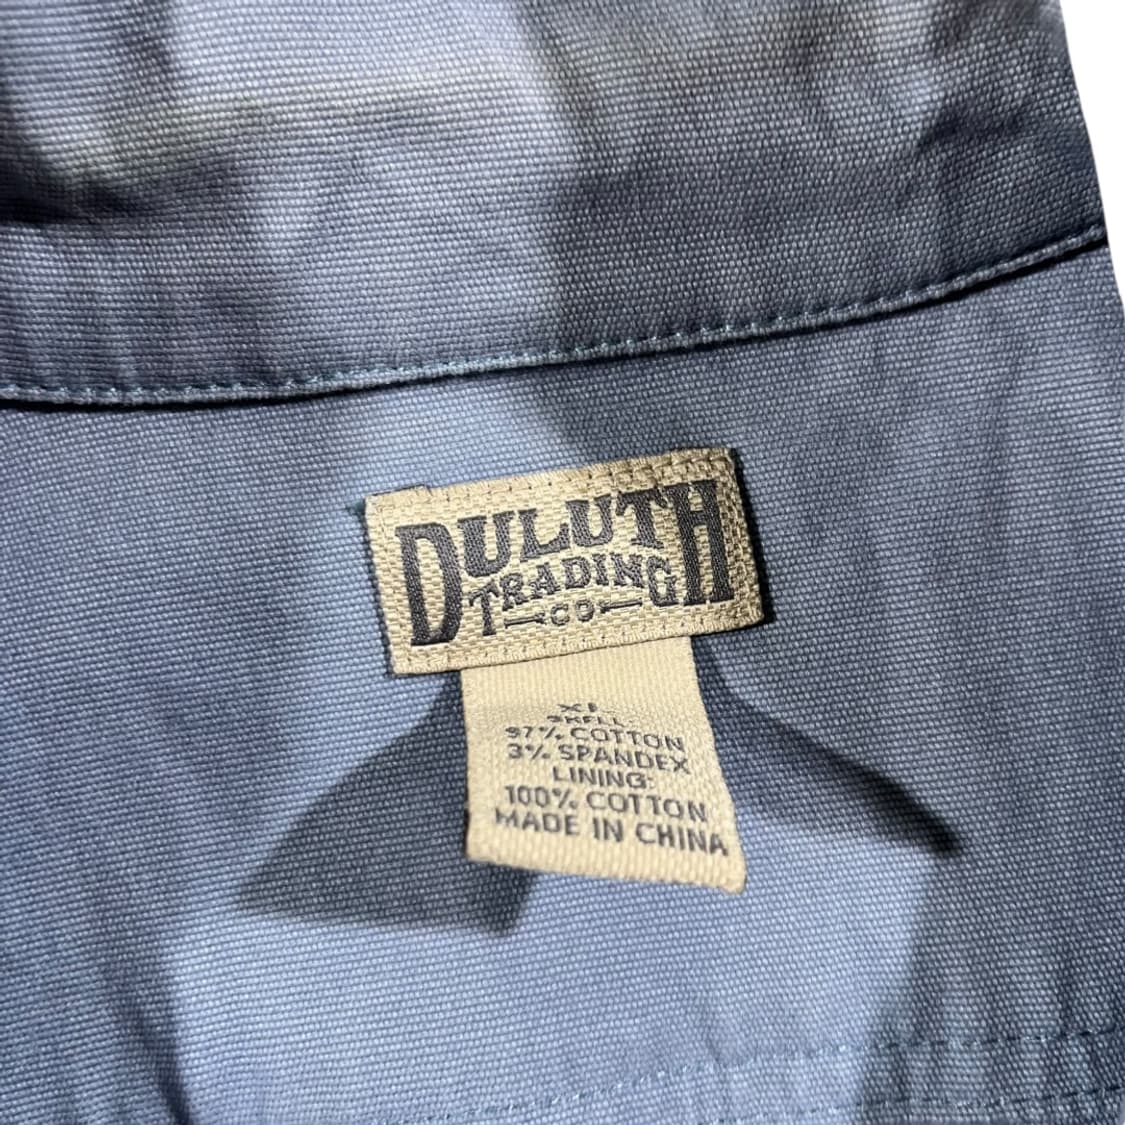 DULUTH
TRADING
CO
XL
SHELL:
97% COTTON
3% SPANDEX
LINING:
100% COTTON
MADE IN CHINA